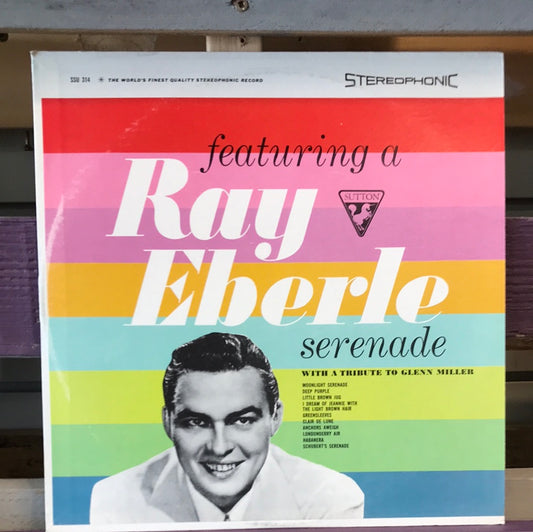 SSU 314 * THE WORLD'S FINEST QUALITY STEREOPHONIC RECORD
STEREOPHONIC
featuring a
Ray
SUTTON
Eberle
serenade
WITH A TRIBUTE TO GLENN MILLER
MOONLIGHT SERENADE
DEEP PURPLE
LITTLE BROWN JUG
I DREAM OF JEANNIE WITH
THE LIGHT BROWN HAIR
GREENSLEEVES
CLAIR DE LUNE
ANCHORS AWEIGH
LONDONDERRY AIR
HABANERA
SCHUBERT'S SERENADE